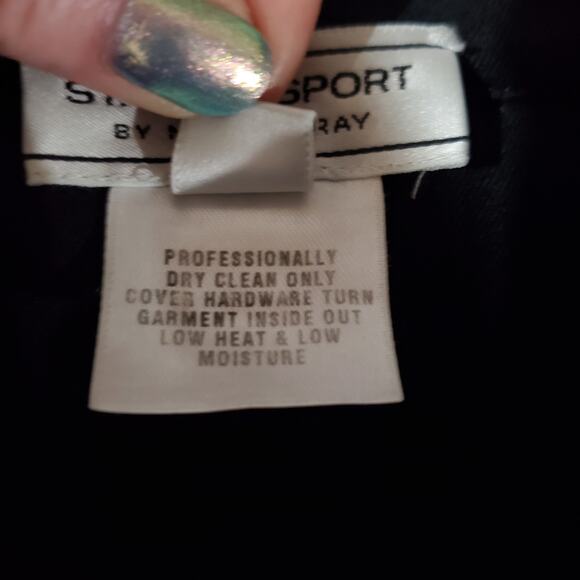 SPORT
BY
PROFESSIONALLY
DRY CLEAN ONLY
COVER HARDWARE TURN
GARMENT INSIDE OUT
LOW HEAT & LOW
MOISTURE